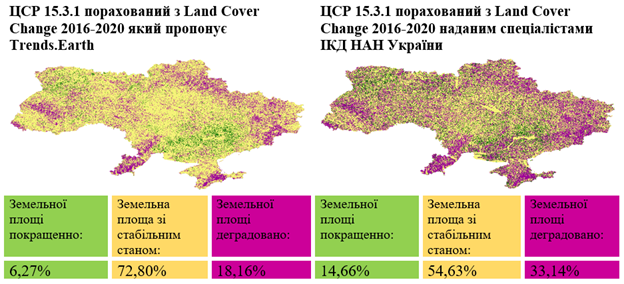 ЦСР 15.3.1 порахований з Land Cover
Change 2016-2020 який пропонує
Trends.Earth
ЦСР 15.3.1 порахований з Land Cover
Change 2016-2020 наданим спеціалістами
ІКД НАН України
Земельної
площі
покращенно:
Земельна
площа зі
стабільним
станом:
Земельної
площі
деградовано:
6,27%
72,80%
18,16%
Земельної
площі
покращенно:
Земельна
площа зі
стабільним
станом:
Земельної
площі
деградовано:
14,66%
54,63%
33,14%